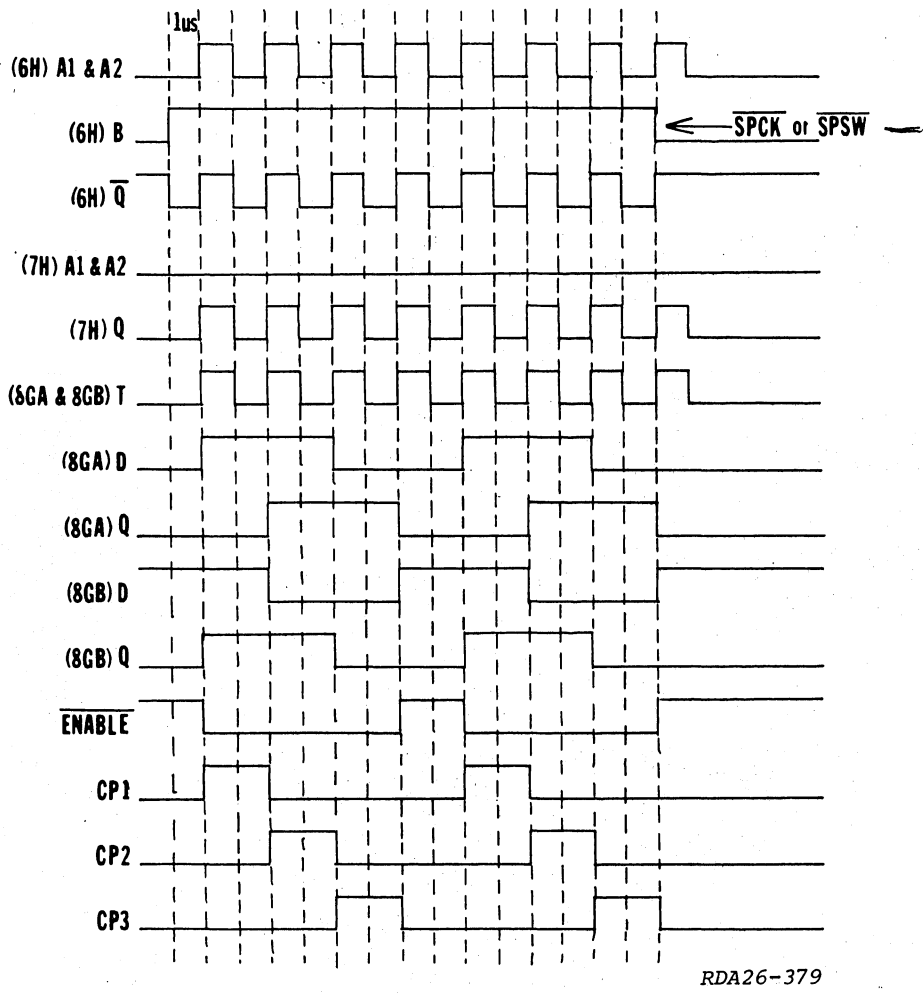 1us
(6H) A1 & A2
(6H) B
SPCK or SPSW
(6H) Q
(7H) A1 & A2
(7H) Q
(8GA & 8GB) T
(8GA) D
(8GA) Q
(8GB) D
(8GB) Q
ENABLE
CP1
CP2
CP3
RDA26-379